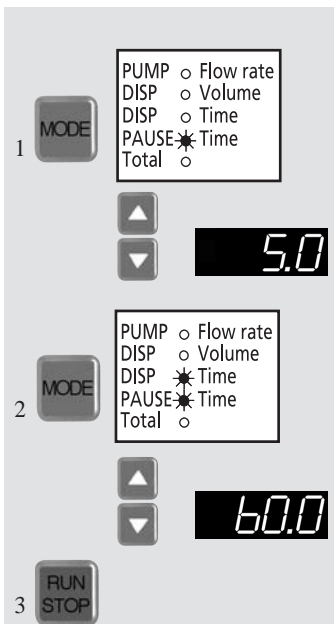 PUMP Flow rate
DISP Volume
DISP Time
PAUSE Time
Total
1 MODE
5.0
PUMP Flow rate
DISP Volume
DISP Time
PAUSE Time
Total
2 MODE
60.0
3 RUN
STOP